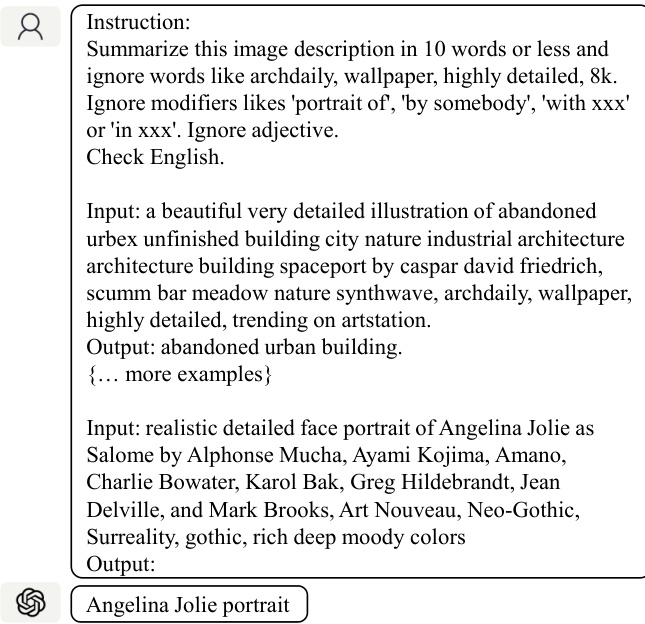 Instruction:
Summarize this image description in 10 words or less and
ignore words like archdaily, wallpaper, highly detailed, 8k.
Ignore modifiers likes 'portrait of', 'by somebody', 'with xxx'
or 'in xxx'. Ignore adjective.
Check English.
Input: a beautiful very detailed illustration of abandoned
urbex unfinished building city nature industrial architecture
architecture building spaceport by caspar david friedrich,
scumm bar meadow nature synthwave, archdaily, wallpaper,
highly detailed, trending on artstation.
Output: abandoned urban building.
{… more examples}
Input: realistic detailed face portrait of Angelina Jolie as
Salome by Alphonse Mucha, Ayami Kojima, Amano,
Charlie Bowater, Karol Bak, Greg Hildebrandt, Jean
Delville, and Mark Brooks, Art Nouveau, Neo-Gothic,
Surreality, gothic, rich deep moody colors
Output:
Angelina Jolie portrait